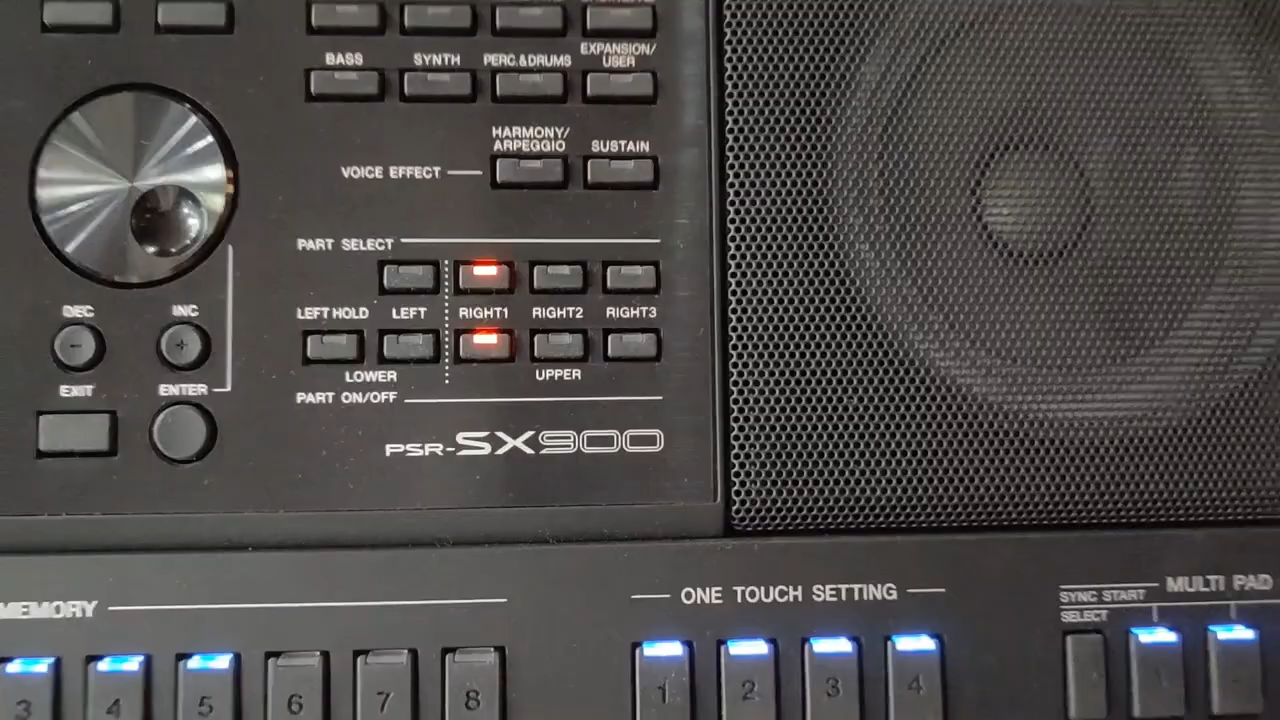 EXPANSION/
BASS SYNTH PERC.&DRUMS USER
HARMONY/
ARPEGGIO SUSTAIN
VOICE EFFECT
PART SELECT
DEC INC LEFT HOLD LEFT RIGHT1 RIGHT2 RIGHT3
- +
LOWER UPPER
EXIT ENTER PART ON/OFF
PSR-SX900
MEMORY ONE TOUCH SETTING SYNC START MULTI PAD
SELECT
3 4 5 6 7 8 1 2 3 4 1